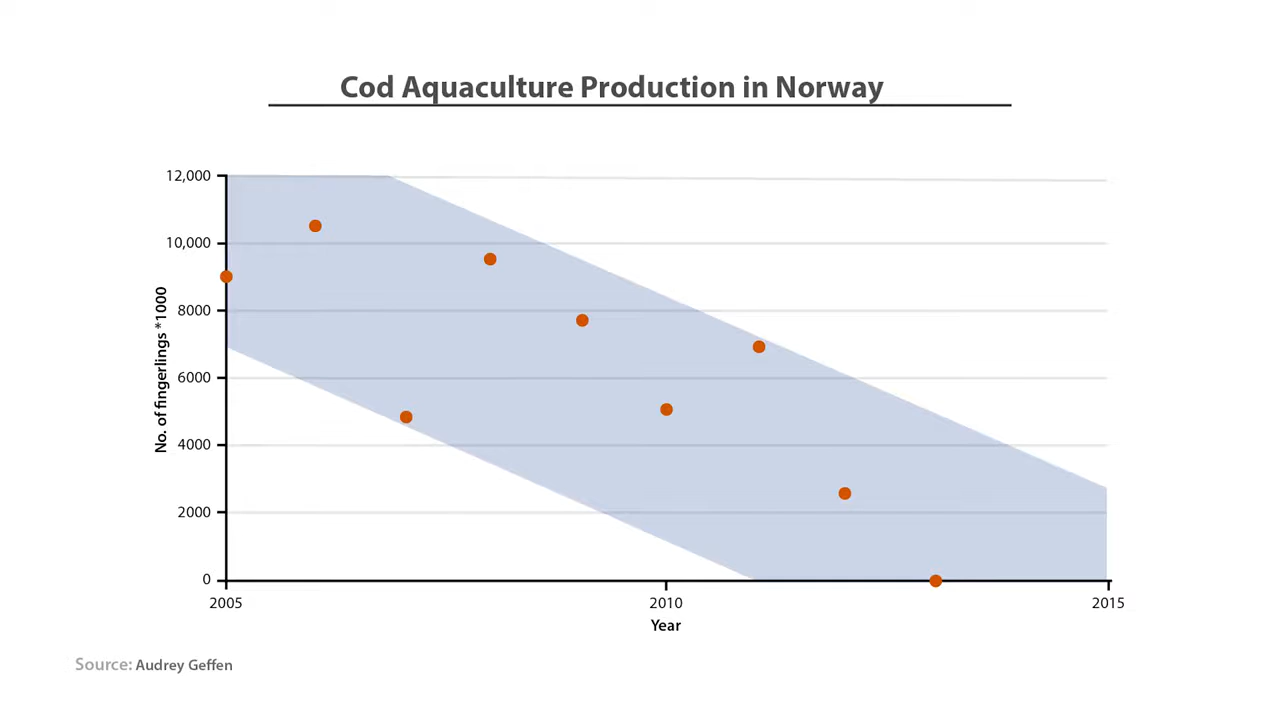 Cod Aquaculture Production in Norway
12,000
10,000
8000
6000
4000
2000
0
No. of fingerlings *1000
2005
2010
2015
Year
Source: Audrey Geffen